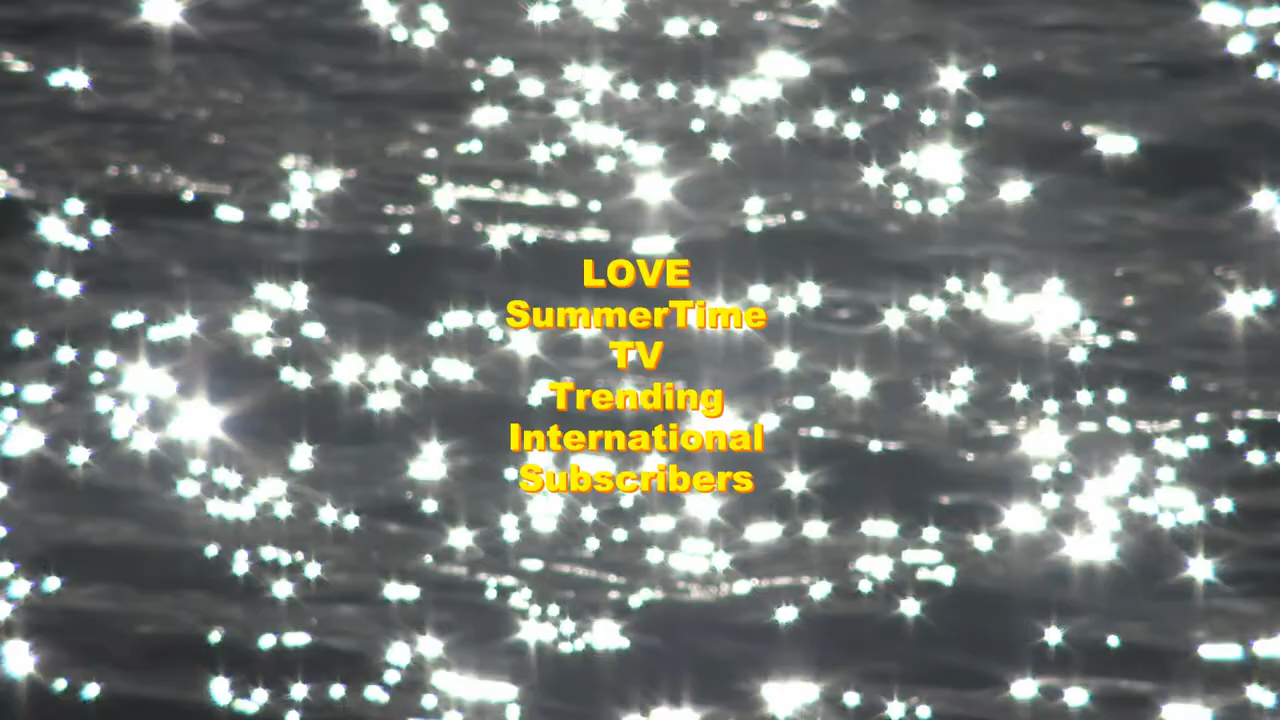 LOVE
SummerTime
TV
Trending
International
Subscribers